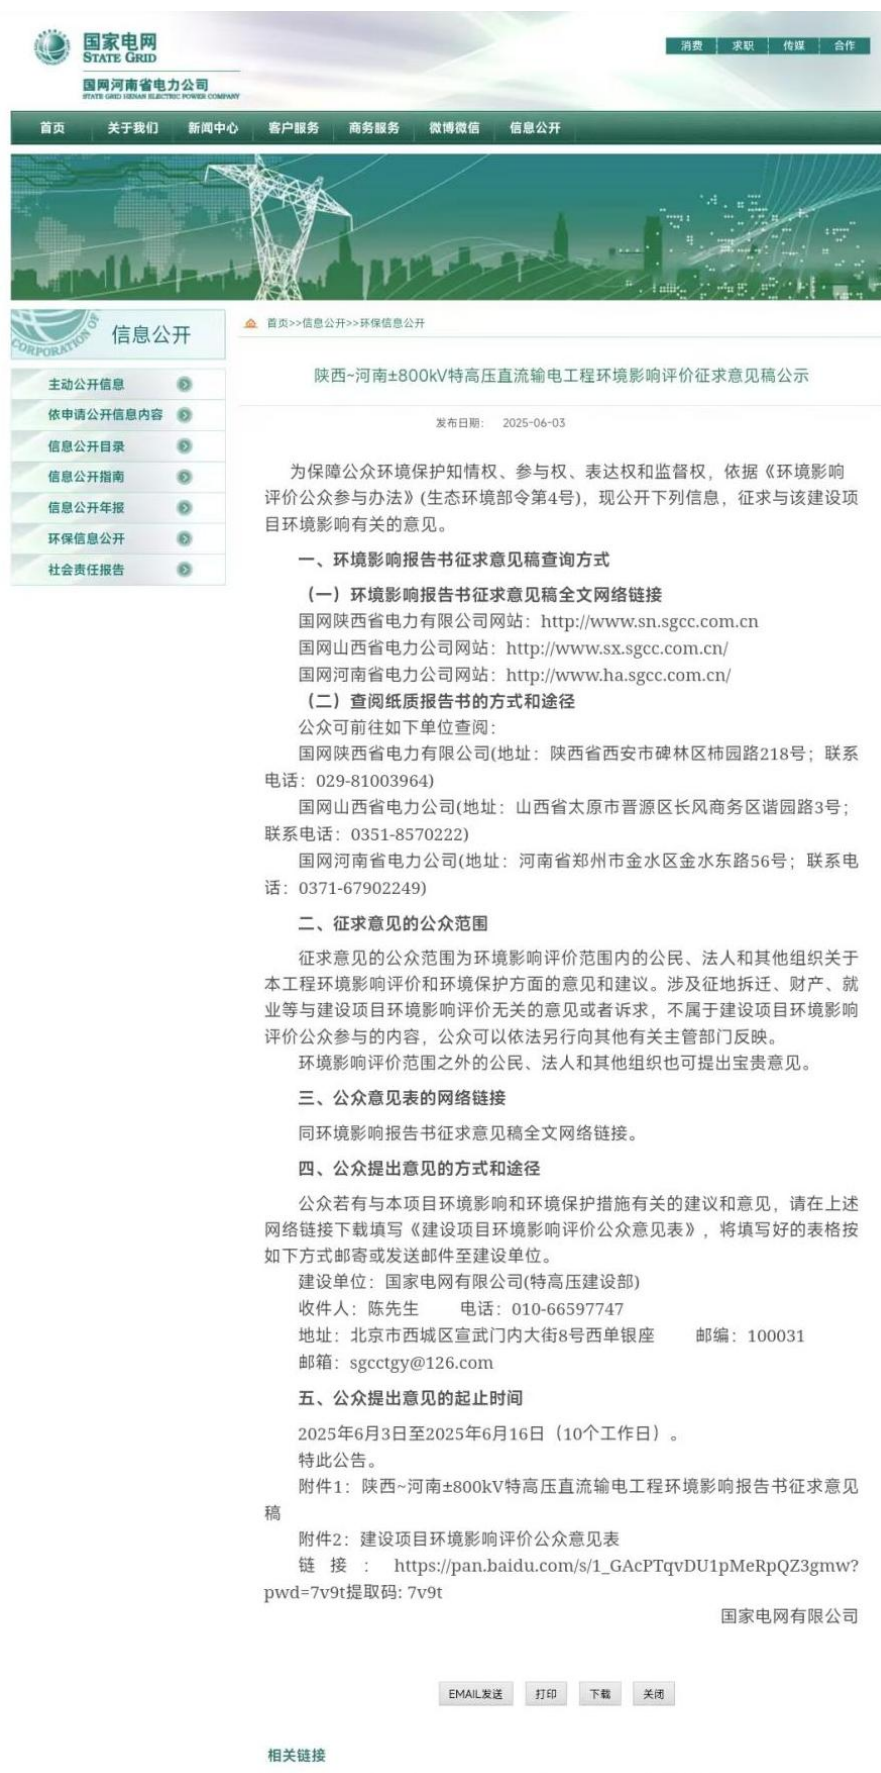 国家电网
STATE GRID
国网河南省电力公司
STATE GRID HENAN ELECTRIC POWER COMPANY
消费 求职 传媒 合作
首页 关于我们 新闻中心 客户服务 商务服务 微博微信 信息公开
CORPORATION OF
信息公开
主动公开信息
依申请公开信息内容
信息公开目录
信息公开指南
信息公开年报
环保信息公开
社会责任报告
首页>>信息公开>>环保信息公开
陕西~河南±800kV特高压直流输电工程环境影响评价征求意见稿公示
发布日期： 2025-06-03
为保障公众环境保护知情权、参与权、表达权和监督权，依据《环境影响
评价公众参与办法》(生态环境部令第4号)，现公开下列信息，征求与该建设项
目环境影响有关的意见。
一、环境影响报告书征求意见稿查询方式
（一）环境影响报告书征求意见稿全文网络链接
国网陕西省电力有限公司网站：http://www.sn.sgcc.com.cn
国网山西省电力公司网站：http://www.sx.sgcc.com.cn/
国网河南省电力公司网站：http://www.ha.sgcc.com.cn/
（二）查阅纸质报告书的方式和途径
公众可前往如下单位查阅：
国网陕西省电力有限公司(地址：陕西省西安市碑林区柿园路218号；联系
电话：029-81003964)
国网山西省电力公司(地址：山西省太原市晋源区长风商务区谐园路3号；
联系电话：0351-8570222)
国网河南省电力公司(地址：河南省郑州市金水区金水东路56号；联系电
话：0371-67902249)
二、征求意见的公众范围
征求意见的公众范围为环境影响评价范围内的公民、法人和其他组织关于
本工程环境影响评价和环境保护方面的意见和建议。涉及征地拆迁、财产、就
业等与建设项目环境影响评价无关的意见或者诉求，不属于建设项目环境影响
评价公众参与的内容，公众可以依法另行向其他有关主管部门反映。
环境影响评价范围之外的公民、法人和其他组织也可提出宝贵意见。
三、公众意见表的网络链接
同环境影响报告书征求意见稿全文网络链接。
四、公众提出意见的方式和途径
公众若有与本项目环境影响和环境保护措施有关的建议和意见，请在上述
网络链接下载填写《建设项目环境影响评价公众意见表》，将填写好的表格按
如下方式邮寄或发送邮件至建设单位。
建设单位：国家电网有限公司(特高压建设部)
收件人：陈先生 电话：010-66597747
地址：北京市西城区宣武门内大街8号西单银座 邮编：100031
邮箱：sgcctgy@126.com
五、公众提出意见的起止时间
2025年6月3日至2025年6月16日（10个工作日）。
特此公告。
附件1：陕西~河南±800kV特高压直流输电工程环境影响报告书征求意见
稿
附件2：建设项目环境影响评价公众意见表
链接：https://pan.baidu.com/s/1_GAcPTqvDU1pMeRpQZ3gmw?
pwd=7v9t提取码: 7v9t
国家电网有限公司
EMAIL发送 打印 下载 关闭
相关链接